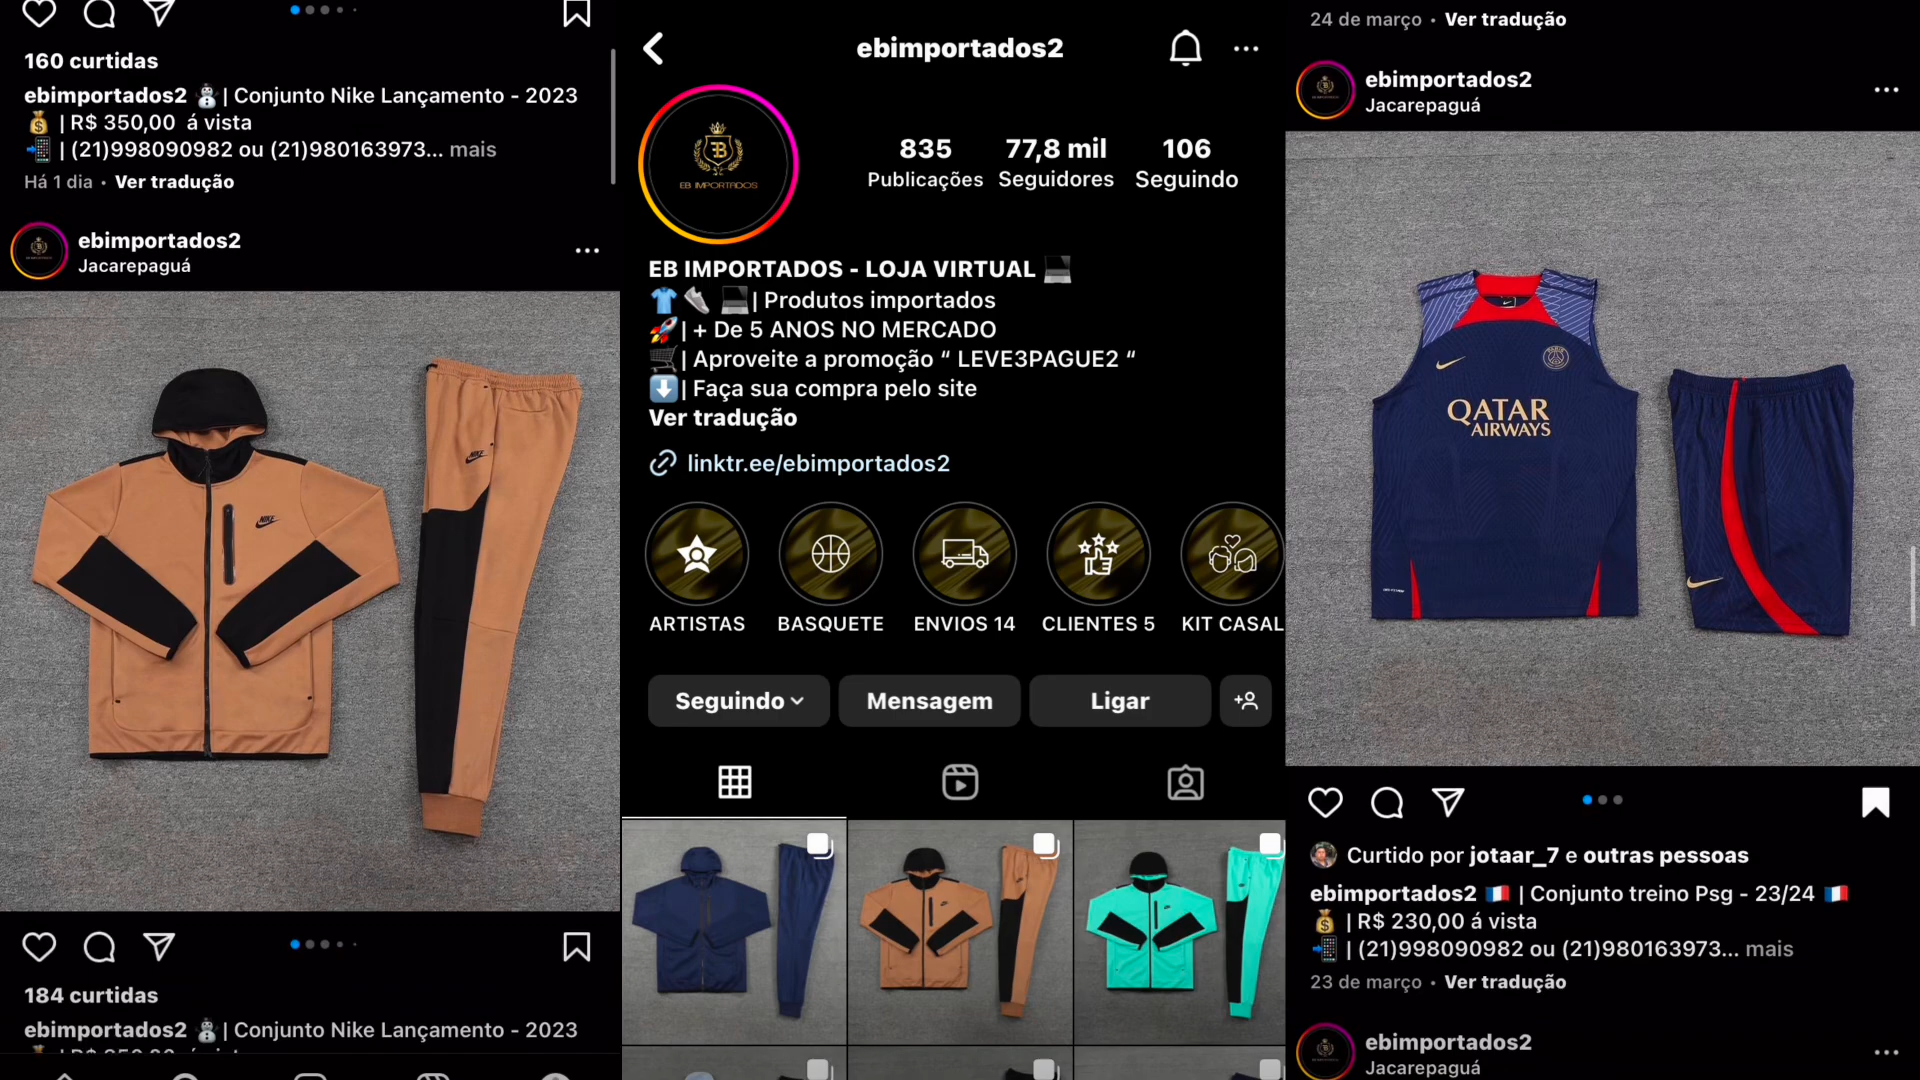 160 curtidas
ebimportados2 ⛄| Conjunto Nike Lançamento - 2023
💰 | R$ 350,00 á vista
📲 | (21)998090982 ou (21)980163973... mais
Há 1 dia • Ver tradução
ebimportados2
Jacarepaguá
NIKE
NIKE
184 curtidas
ebimportados2 ⛄| Conjunto Nike Lançamento - 2023
ebimportados2
EB IMPORTADOS
835
Publicações
77,8 mil
Seguidores
106
Seguindo
EB IMPORTADOS - LOJA VIRTUAL 💻
👕👟💻| Produtos importados
🚀| + De 5 ANOS NO MERCADO
🛒| Aproveite a promoção “ LEVE3PAGUE2 “
⬇️| Faça sua compra pelo site
Ver tradução
linktr.ee/ebimportados2
ARTISTAS
BASQUETE
ENVIOS 14
CLIENTES 5
KIT CASAL
Seguindo
Mensagem
Ligar
24 de março • Ver tradução
ebimportados2
Jacarepaguá
PARIS
QATAR
AIRWAYS
Curtido por jotaar_7 e outras pessoas
ebimportados2 🇫🇷 | Conjunto treino Psg - 23/24 🇫🇷
💰 | R$ 230,00 á vista
📲 | (21)998090982 ou (21)980163973... mais
23 de março • Ver tradução
ebimportados2
Jacarepaguá